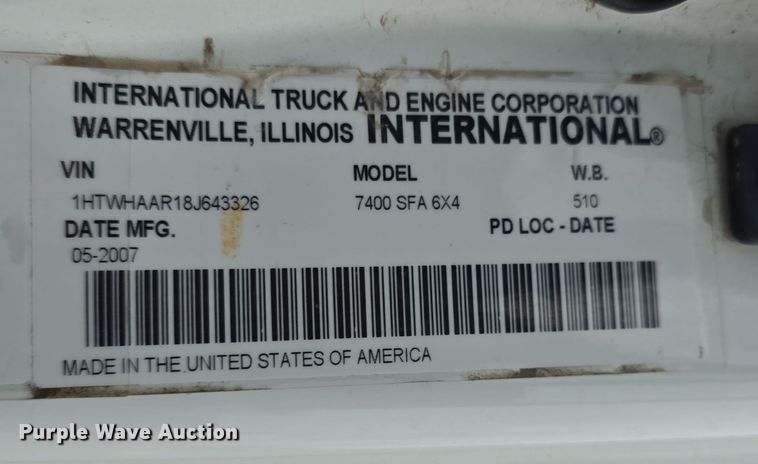 INTERNATIONAL TRUCK AND ENGINE CORPORATION
WARRENVILLE, ILLINOIS INTERNATIONAL®
VIN MODEL W.B.
1HTWHAAR18J643326 7400 SFA 6X4 510
DATE MFG. PD LOC - DATE
05-2007
MADE IN THE UNITED STATES OF AMERICA
Purple Wave Auction